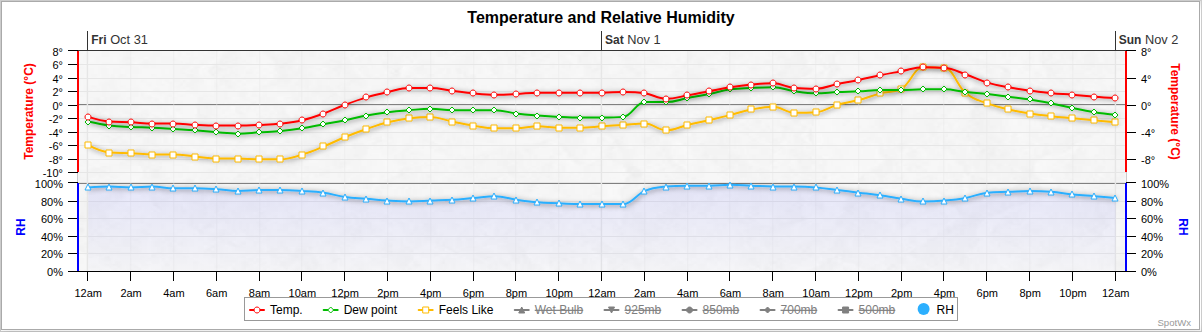 Temperature and Relative Humidity
Fri Oct 31 Sat Nov 1 Sun Nov 2
8° 8°
6°
4° 4°
2°
0° 0°
-2°
-4° -4°
-6°
-8° -8°
-10°
Temperature (°C) Temperature (°C)
100% 100%
80% 80%
60% 60%
40% 40%
20% 20%
0% 0%
RH RH
12am 2am 4am 6am 8am 10am 12pm 2pm 4pm 6pm 8pm 10pm 12am 2am 4am 6am 8am 10am 12pm 2pm 4pm 6pm 8pm 10pm 12am
Temp. Dew point Feels Like Wet Bulb 925mb 850mb 700mb 500mb RH
SpotWx